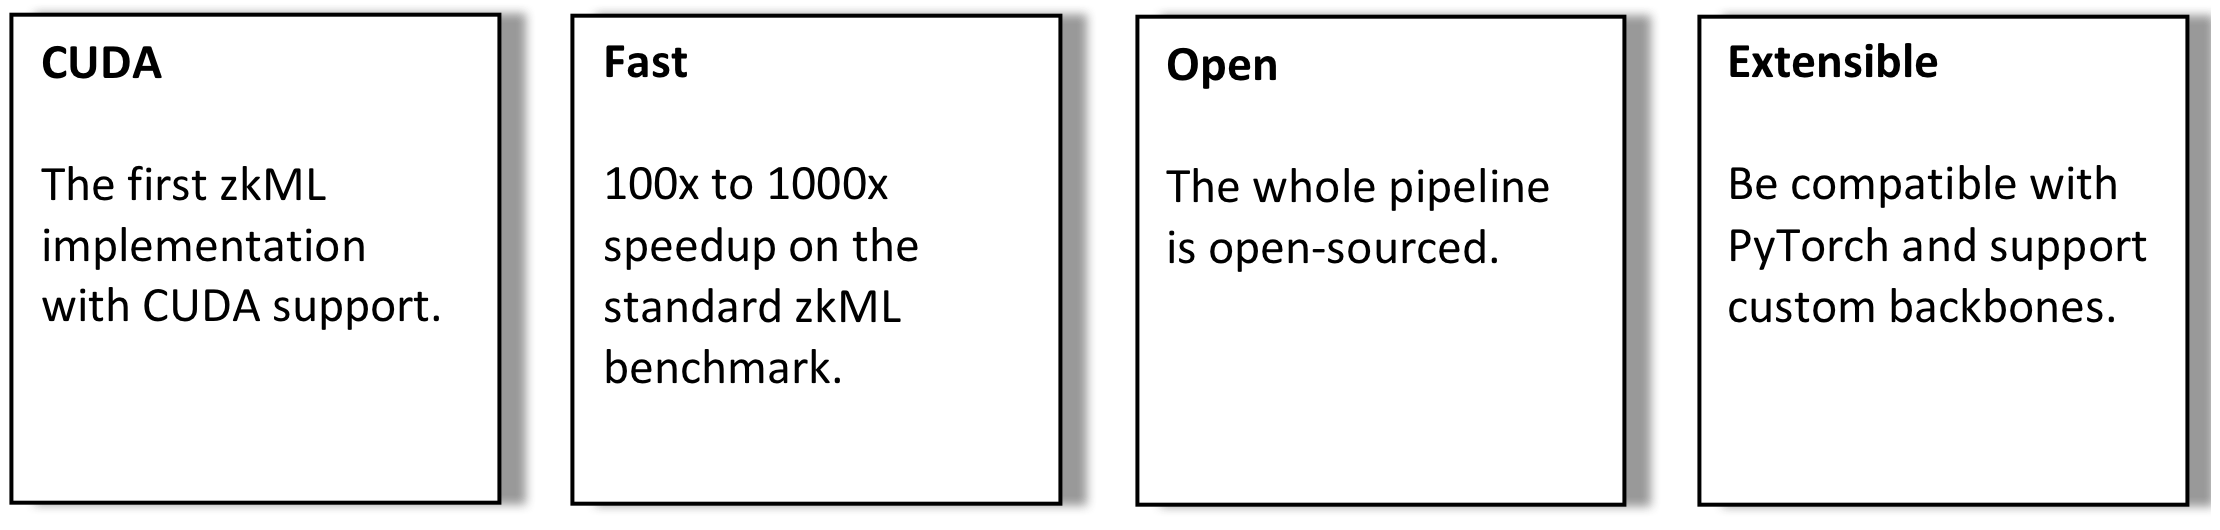 CUDA
The first zkML
implementation
with CUDA support.
Fast
100x to 1000x
speedup on the
standard zkML
benchmark.
Open
The whole pipeline
is open-sourced.
Extensible
Be compatible with
PyTorch and support
custom backbones.